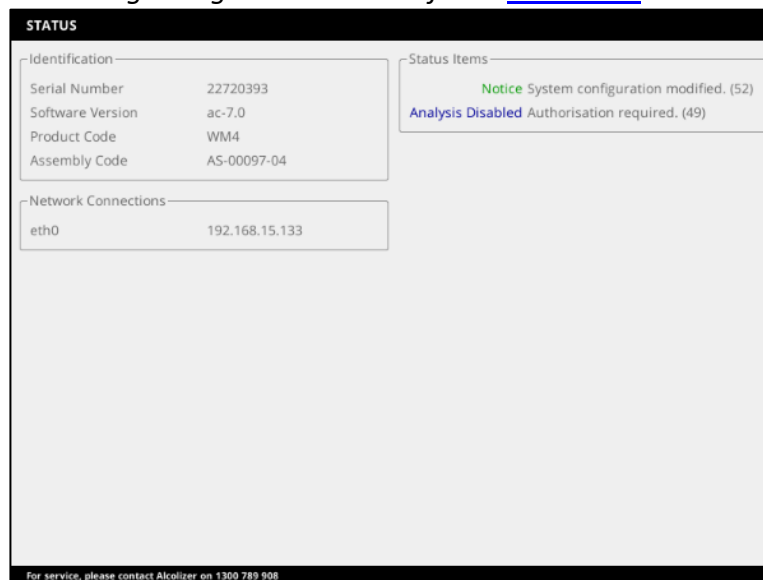 STATUS
Identification
Serial Number 22720393
Software Version ac-7.0
Product Code WM4
Assembly Code AS-00097-04
Network Connections
eth0 192.168.15.133
Status Items
Notice System configuration modified. (52)
Analysis Disabled Authorisation required. (49)
For service, please contact Alcolizer on 1300 789 908